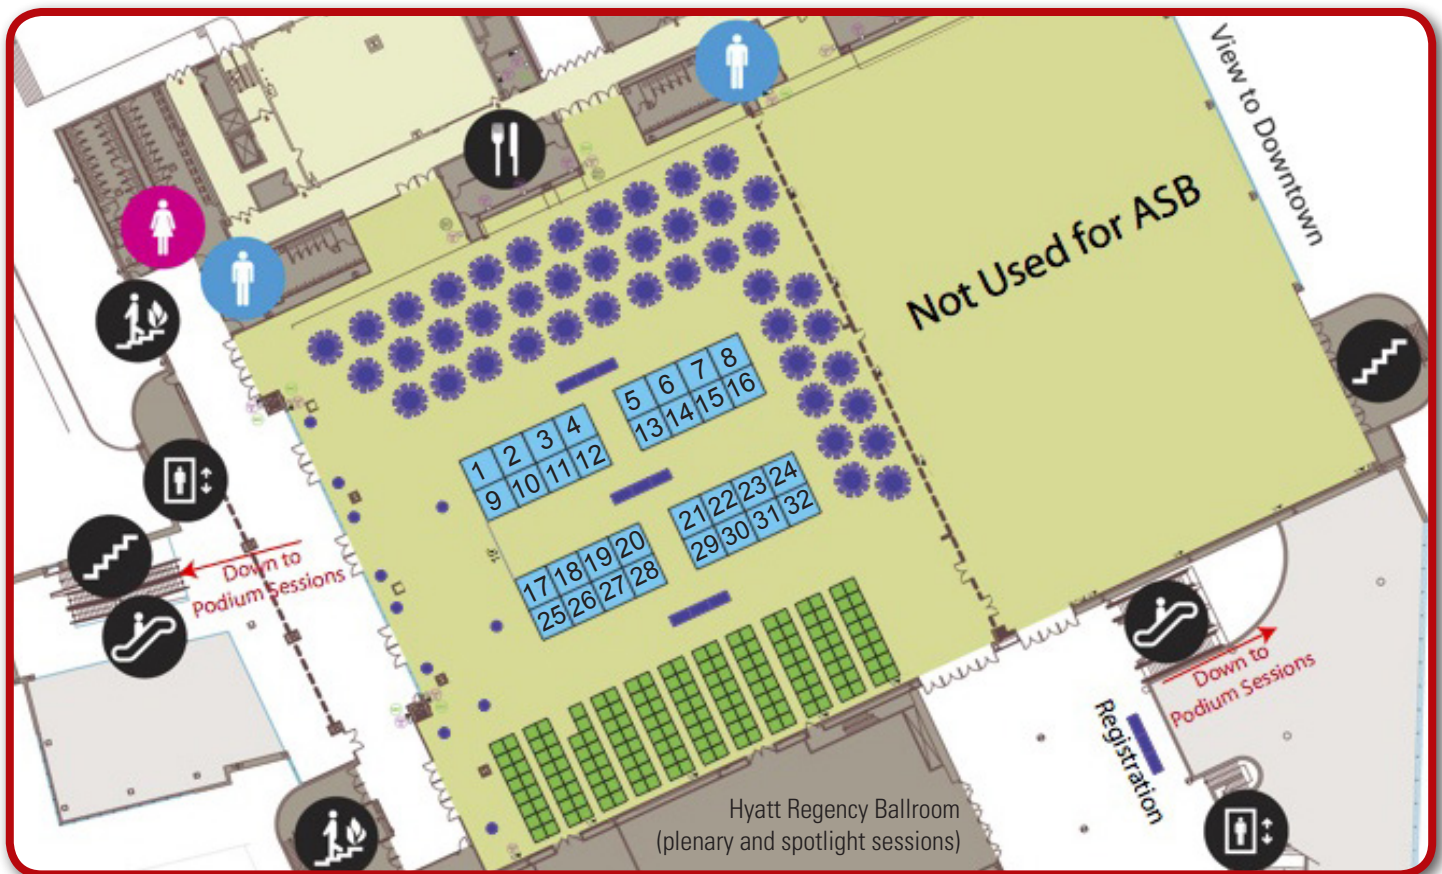 View to Downtown
Not Used for ASB
1 2 3 4
9 10 11 12
5 6 7 8
13 14 15 16
17 18 19 20
25 26 27 28
21 22 23 24
29 30 31 32
Down to
Podium Sessions
Down to
Podium Sessions
Registration
Hyatt Regency Ballroom
(plenary and spotlight sessions)